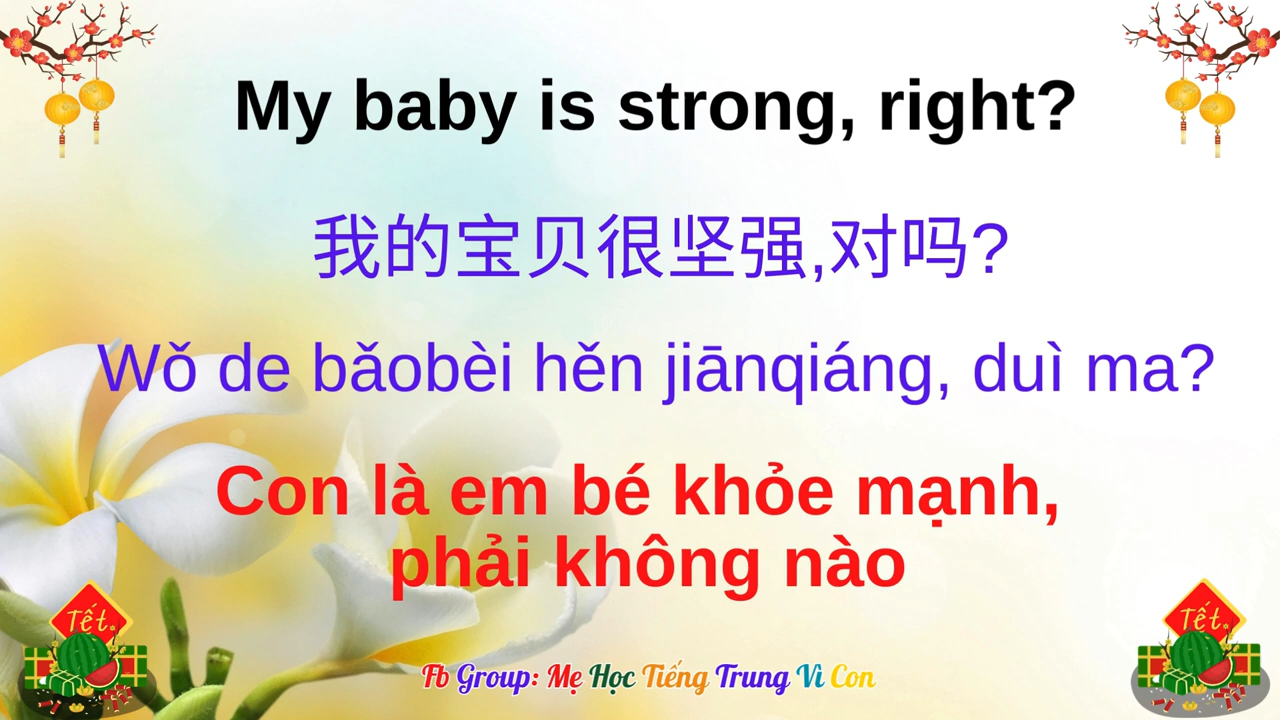 My baby is strong, right?
我的宝贝很坚强,对吗?
Wǒ de bǎobèi hěn jiānqiáng, duì ma?
Con là em bé khỏe mạnh,
phải không nào
Tết
Tết
Fb Group: Mẹ Học Tiếng Trung Vì Con